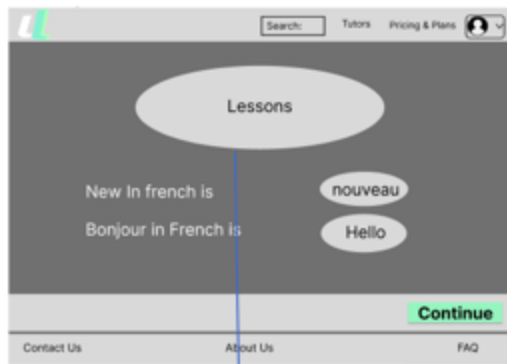 Search:
Tutors
Pricing & Plans
Lessons
New In french is
nouveau
Bonjour in French is
Hello
Continue
Contact Us
About Us
FAQ